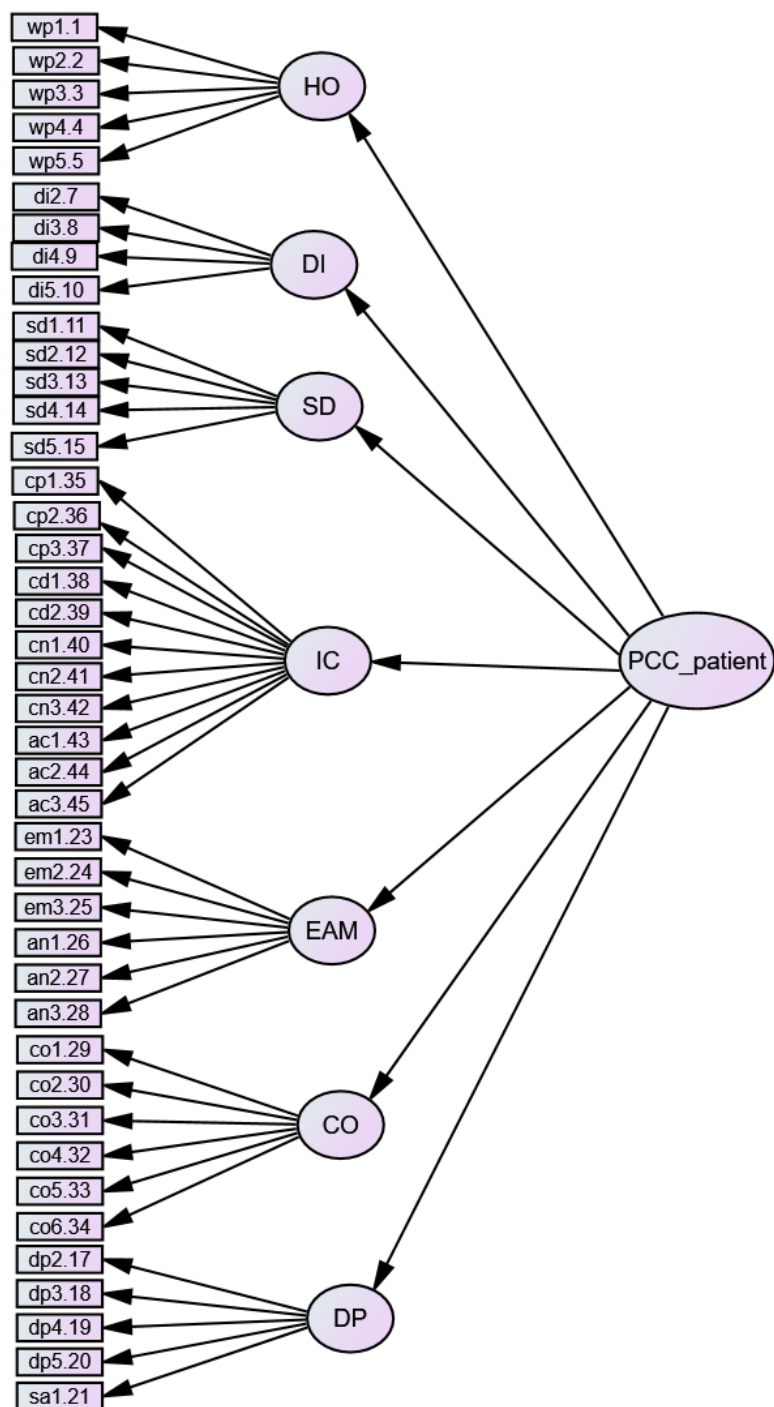 wp1.1
wp2.2
wp3.3
wp4.4
wp5.5
HO
di2.7
di3.8
di4.9
di5.10
DI
sd1.11
sd2.12
sd3.13
sd4.14
sd5.15
SD
cp1.35
cp2.36
cp3.37
cd1.38
cd2.39
cn1.40
cn2.41
cn3.42
ac1.43
ac2.44
ac3.45
IC
PCC_patient
em1.23
em2.24
em3.25
an1.26
an2.27
an3.28
EAM
co1.29
co2.30
co3.31
co4.32
co5.33
co6.34
CO
dp2.17
dp3.18
dp4.19
dp5.20
sa1.21
DP